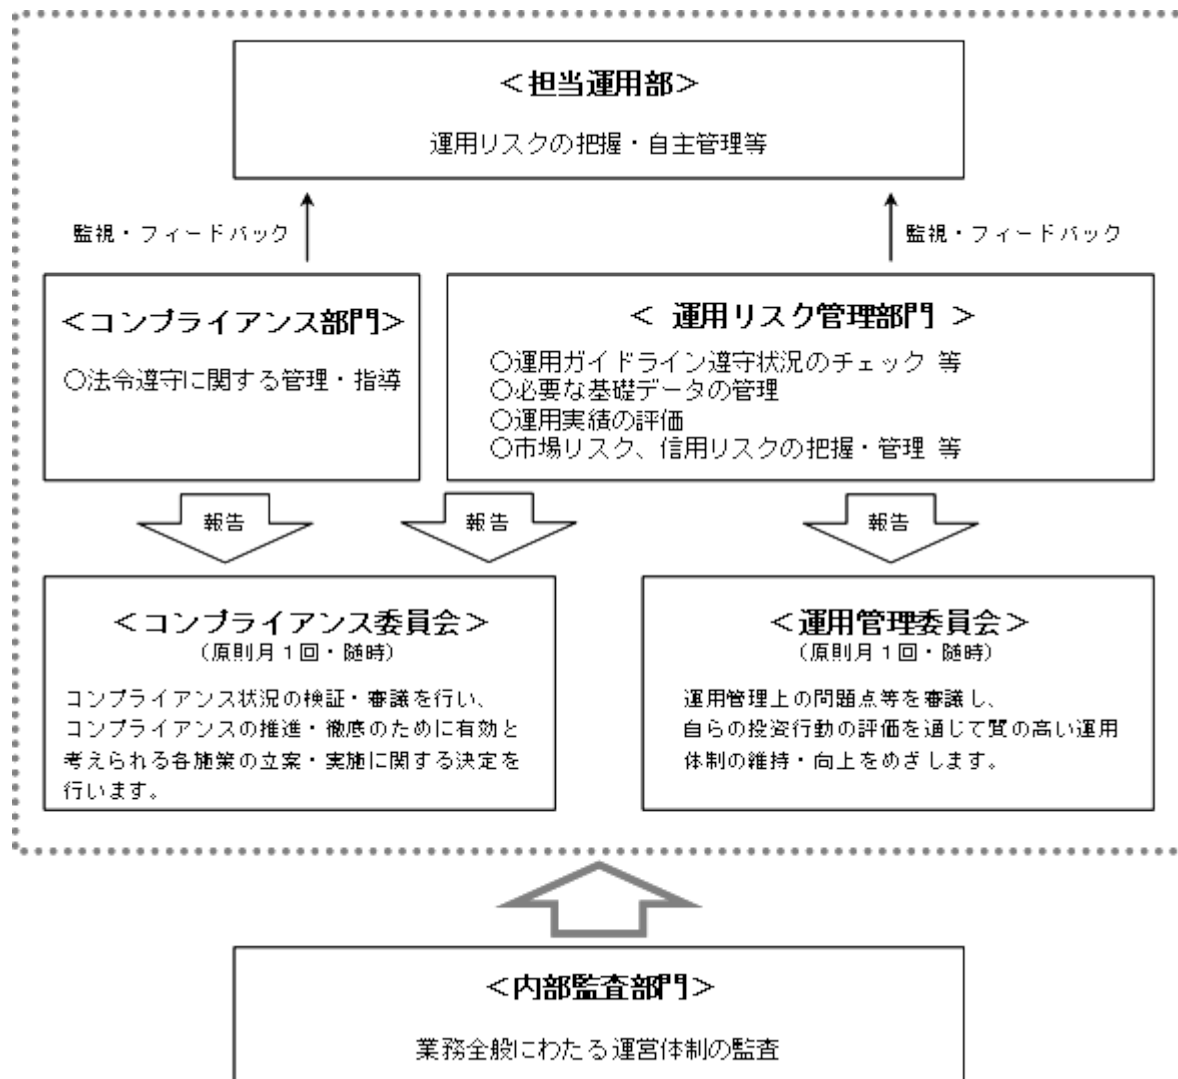 ＜担当運用部＞
運用リスクの把握・自主管理等
監視・フィードバック
監視・フィードバック
＜コンプライアンス部門＞
○法令遵守に関する管理・指導
＜ 運用リスク管理部門 ＞
○運用ガイドライン遵守状況のチェック 等
○必要な基礎データの管理
○運用実績の評価
○市場リスク、信用リスクの把握・管理 等
報告
報告
報告
＜コンプライアンス委員会＞
（原則月１回・随時）
コンプライアンス状況の検証・審議を行い、
コンプライアンスの推進・徹底のために有効と
考えられる各施策の立案・実施に関する決定を
行います。
＜運用管理委員会＞
（原則月１回・随時）
運用管理上の問題点等を審議し、
自らの投資行動の評価を通じて質の高い運用
体制の維持・向上をめざします。
＜内部監査部門＞
業務全般にわたる運営体制の監査